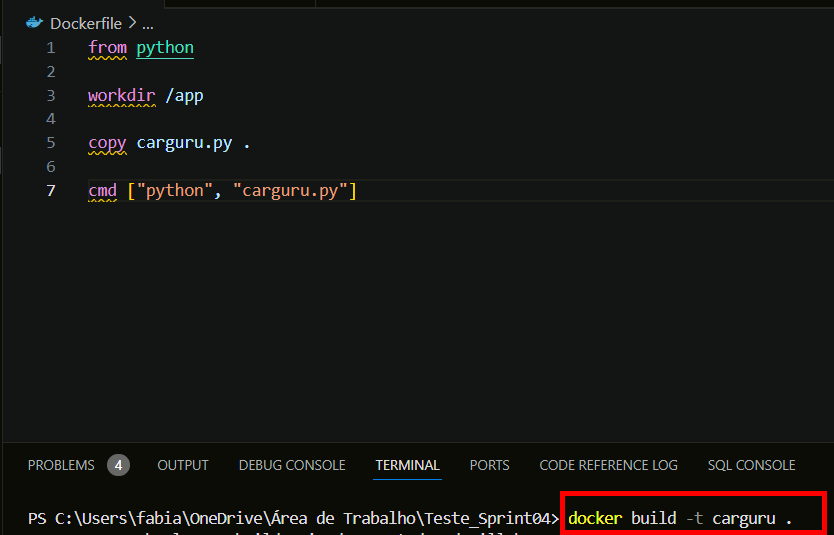 Dockerfile > ...
1 from python
2
3 workdir /app
4
5 copy carguru.py .
6
7 cmd ["python", "carguru.py"]
PROBLEMS 4 OUTPUT DEBUG CONSOLE TERMINAL PORTS CODE REFERENCE LOG SQL CONSOLE
PS C:\Users\fabia\OneDrive\Área de Trabalho\Teste_Sprint04> docker build -t carguru .